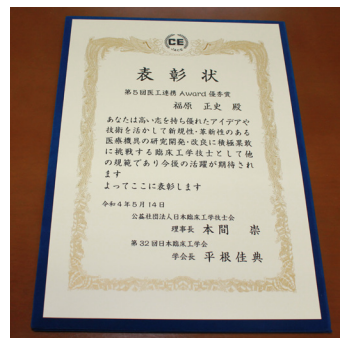 CE
表彰状
第5回医工連携 Award 優秀賞
福原 正史 殿
あなたは高い志を持ち優れたアイデアや
技術を活かして新規性・革新性のある
医療機器の研究開発・改良に積極果敢
に挑戦する臨床工学技士として他
の規範であり今後の活躍が期待され
ます
よってここに表彰します
令和4年5月14日
公益社団法人日本臨床工学技士会
理事長 本間 崇
第32回日本臨床工学会
学会長 平根佳典